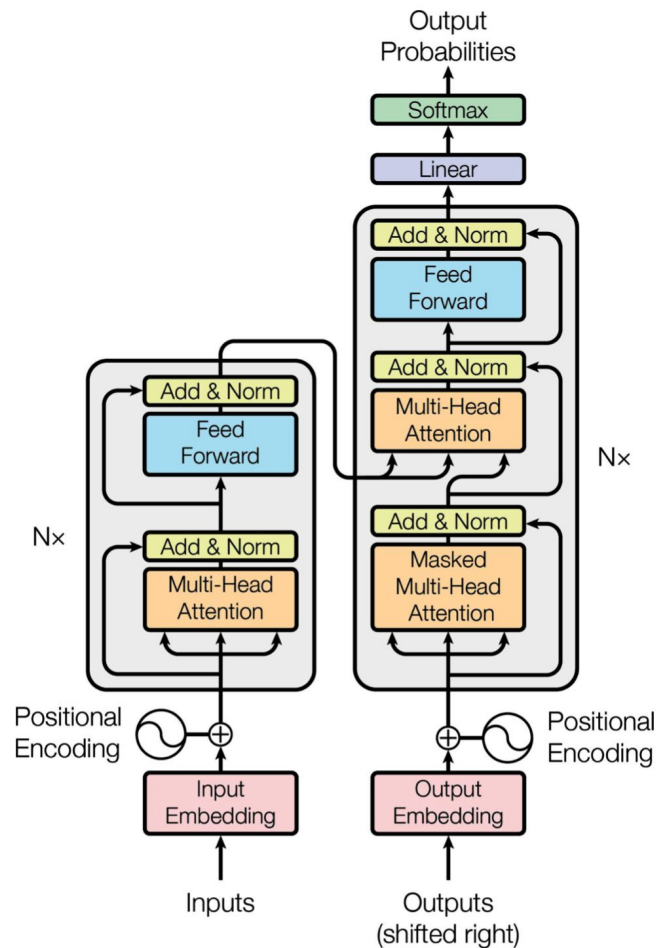 Output
Probabilities
Softmax
Linear
Add & Norm
Feed
Forward
Add & Norm
Multi-Head
Attention
Nx
Add & Norm
Masked
Multi-Head
Attention
Add & Norm
Feed
Forward
Nx
Add & Norm
Multi-Head
Attention
Positional
Encoding
Positional
Encoding
Input
Embedding
Output
Embedding
Inputs
Outputs
(shifted right)